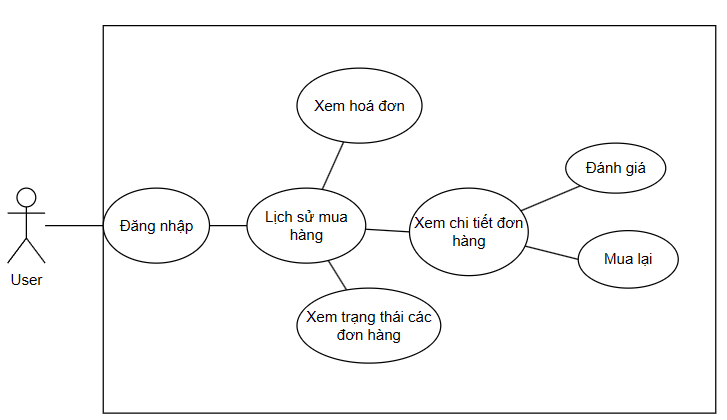 Xem hoá đơn
Đánh giá
Đăng nhập
Lịch sử mua
hàng
Xem chi tiết đơn
hàng
Mua lại
User
Xem trạng thái các
đơn hàng